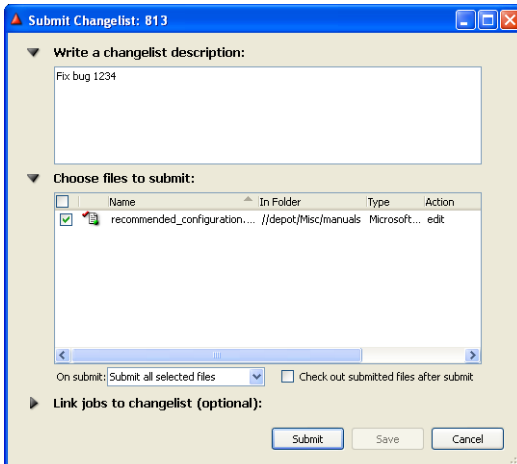 Submit Changelist: 813
Write a changelist description:
Fix bug 1234
Choose files to submit:
Name In Folder Type Action
recommended_configuration.... //depot/Misc/manuals Microsoft... edit
On submit: Submit all selected files Check out submitted files after submit
Link jobs to changelist (optional):
Submit Save Cancel